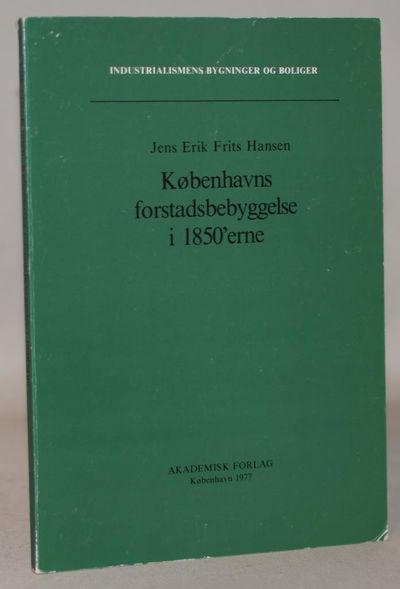 INDUSTRIALISMENS BYGNINGER OG BOLIGER
Jens Erik Frits Hansen
Københavns
forstadsbebyggelse
i 1850'erne
AKADEMISK FORLAG
København 1977